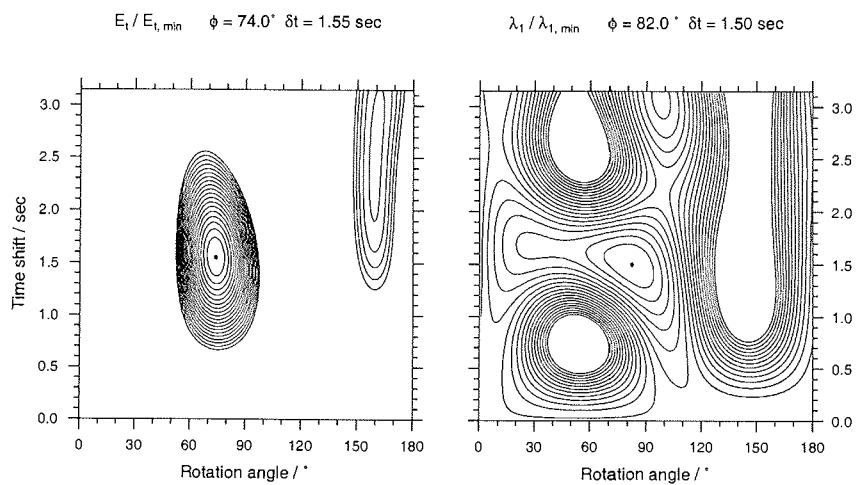 E_t / E_t, min   ϕ = 74.0° δt = 1.55 sec
λ_1 / λ_1, min   ϕ = 82.0° δt = 1.50 sec
3.0
2.5
2.0
1.5
1.0
0.5
0.0
Time shift / sec
0 30 60 90 120 150 180
Rotation angle / °
3.0
2.5
2.0
1.5
1.0
0.5
0.0
0 30 60 90 120 150 180
Rotation angle / °